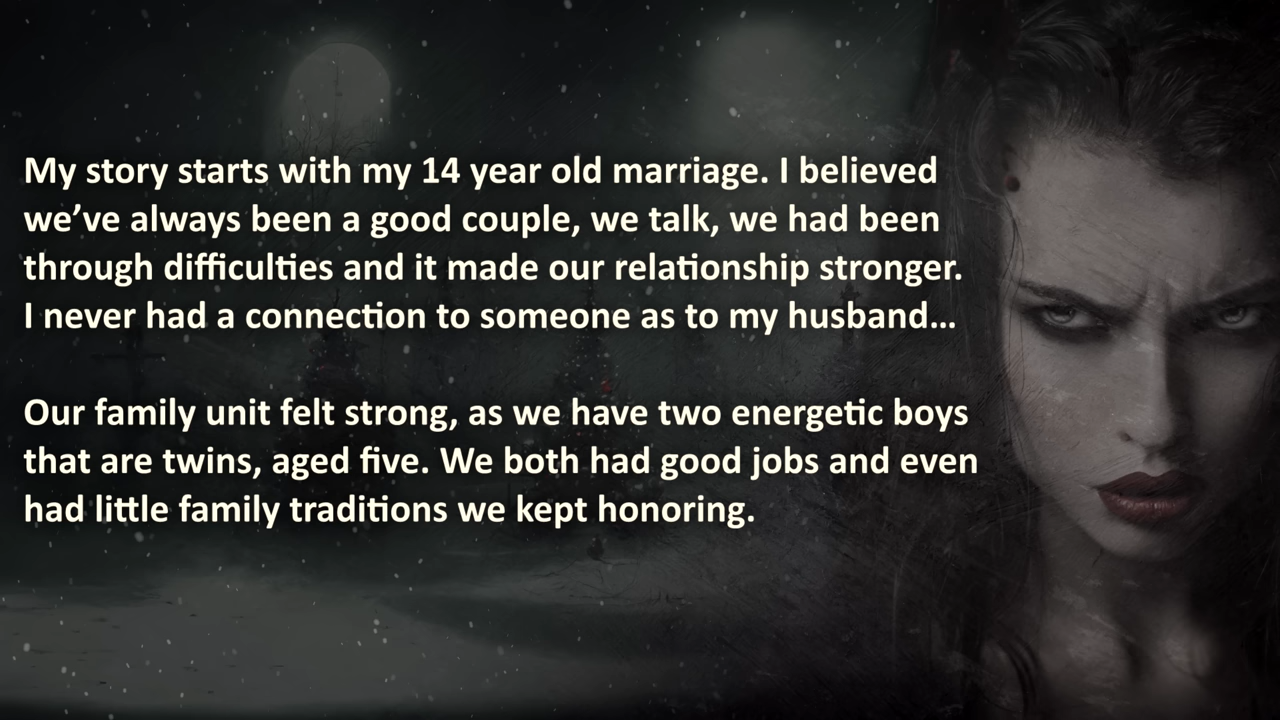 My story starts with my 14 year old marriage. I believed
we’ve always been a good couple, we talk, we had been
through difficulties and it made our relationship stronger.
I never had a connection to someone as to my husband…
Our family unit felt strong, as we have two energetic boys
that are twins, aged five. We both had good jobs and even
had little family traditions we kept honoring.